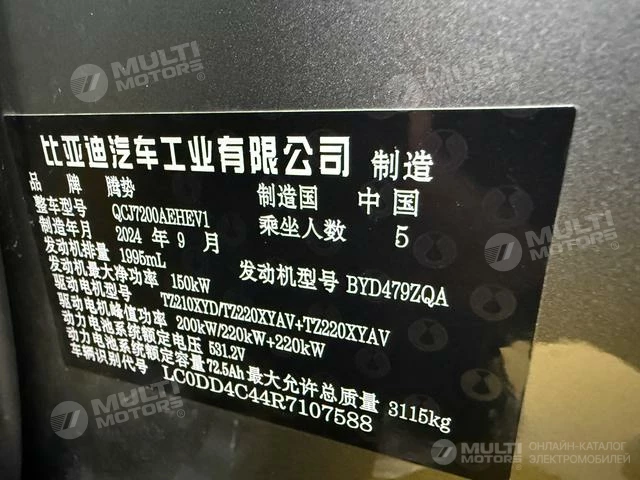 MULTI MOTORS
MULTI MOTORS
比亚迪汽车工业有限公司 制造
品 牌 腾势 制造国 中国
整车型号 QCJ7200AEHEV1 乘坐人数 5
制造年月 2024 年 9 月
发动机排量 1995mL 发动机型号 BYD479ZQA
发动机最大净功率 150kW
驱动电机型号 TZ210XYD/TZ220XYAV+TZ220XYAV
驱动电机峰值功率 200kW/220kW+220kW
动力电池系统额定电压 531.2V
动力电池系统额定容量 72.5Ah 最大允许总质量 3115kg
车辆识别代号 LC0DD4C44R7107588
MULTI MOTORS
MULTI MOTORS
MULTI MOTORS ОНЛАЙН-КАТАЛОГ ЭЛЕКТРОМОБИЛЕЙ